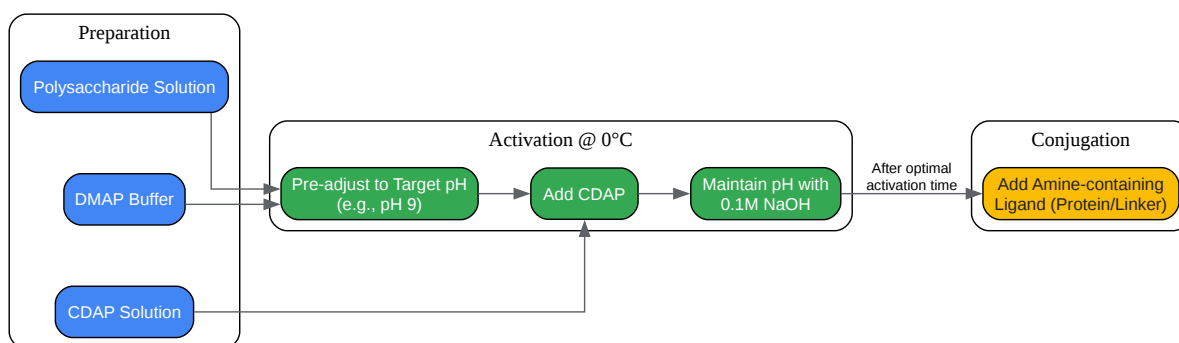 Preparation
Polysaccharide Solution
DMAP Buffer
CDAP Solution
Activation @ 0°C
Pre-adjust to Target pH
(e.g., pH 9)
Add CDAP
Maintain pH with
0.1M NaOH
After optimal
activation time
Conjugation
Add Amine-containing
Ligand (Protein/Linker)